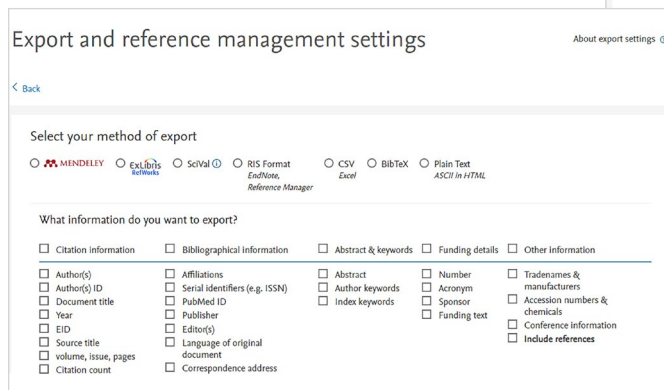 Export and reference management settings
About export settings
Back
Select your method of export
MENDELEY
ExLibris
RefWorks
SciVal
RIS Format
EndNote,
Reference Manager
CSV
Excel
BibTeX
Plain Text
ASCII in HTML
What information do you want to export?
Citation information
Author(s)
Author(s) ID
Document title
Year
EID
Source title
volume, issue, pages
Citation count
Bibliographical information
Affiliations
Serial identifiers (e.g. ISSN)
PubMed ID
Publisher
Editor(s)
Language of original
document
Correspondence address
Abstract & keywords
Abstract
Author keywords
Index keywords
Funding details
Number
Acronym
Sponsor
Funding text
Other information
Tradenames &
manufacturers
Accession numbers &
chemicals
Conference information
Include references